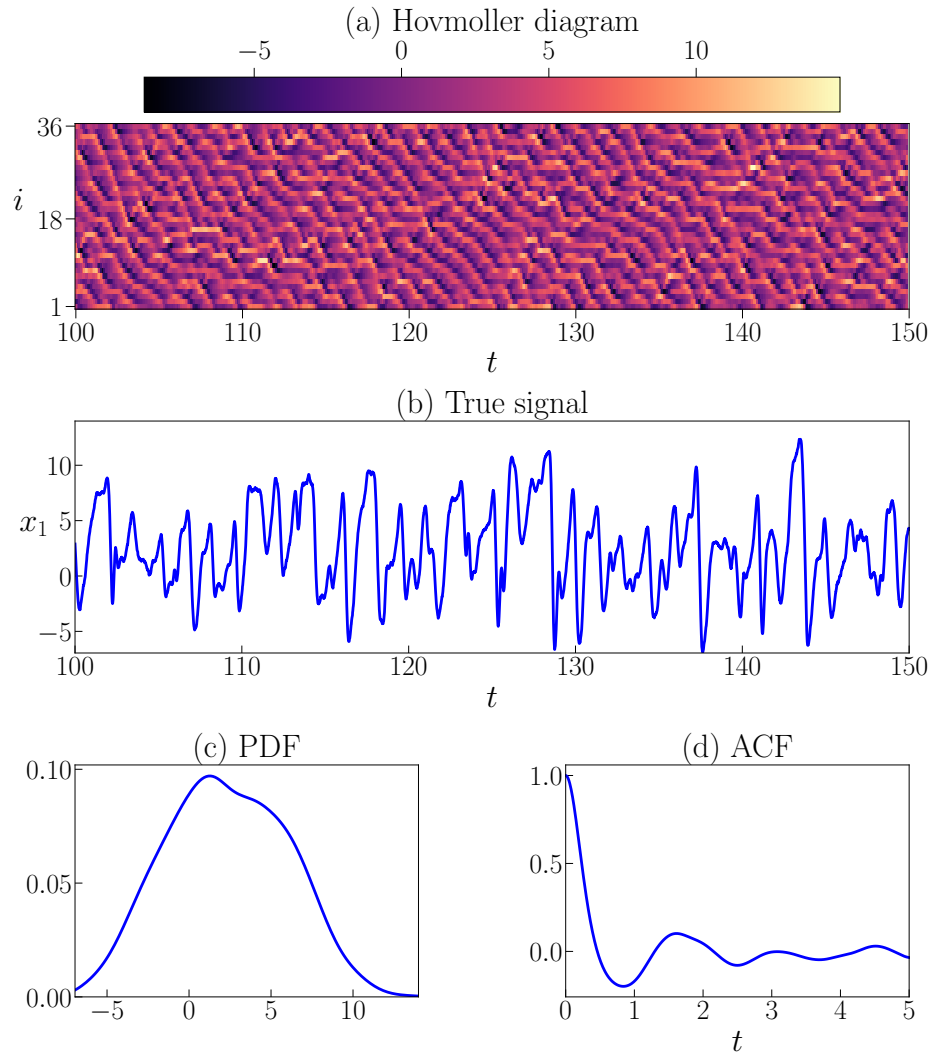 (a) Hovmoller diagram
−5 0 5 10
36
i
18
1
100 110 120 130 140 150
t
(b) True signal
10
x1 5
0
−5
100 110 120 130 140 150
t
(c) PDF
0.10
0.05
0.00
−5 0 5 10
(d) ACF
1.0
0.5
0.0
0 1 2 3 4 5
t